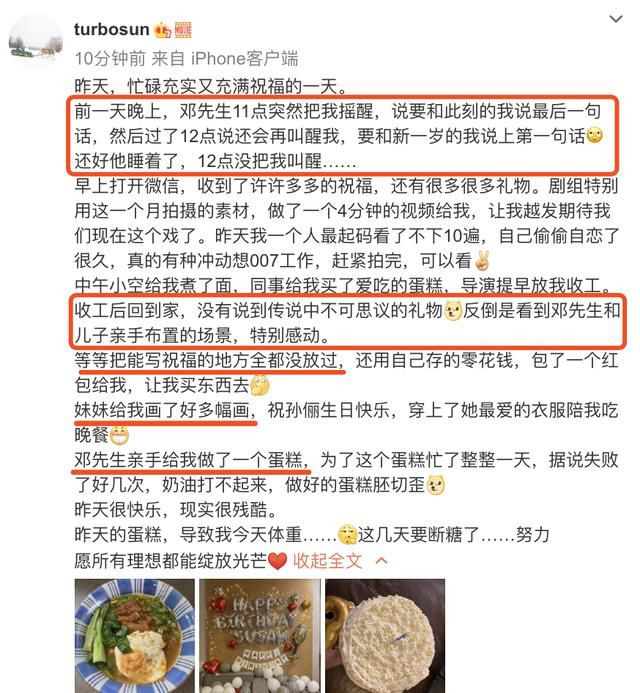 turbosun
10分钟前 来自 iPhone客户端
昨天，忙碌充实又充满祝福的一天。
前一天晚上，邓先生11点突然把我摇醒，说要和此刻的我说最后一句
话，然后过了12点说还会再叫醒我，要和新一岁的我说上第一句话
还好他睡着了，12点没把我叫醒……
早上打开微信，收到了许许多多的祝福，还有很多很多礼物。剧组特别
用这一个月拍摄的素材，做了一个4分钟的视频给我，让我越发期待我
们现在这个戏了。昨天我一个人最起码看了不下10遍，自己偷偷自恋了
很久，真的有种冲动想007工作，赶紧拍完，可以看✌
中午小空给我煮了面，同事给我买了爱吃的蛋糕，导演提早放我收工。
收工后回到家，没有说到传说中不可思议的礼物 反倒是看到邓先生和
儿子亲手布置的场景，特别感动。
等等把能写祝福的地方全都没放过，还用自己存的零花钱，包了一个红
包给我，让我买东西去
妹妹给我画了好多幅画，祝孙俪生日快乐，穿上了她最爱的衣服陪我吃
晚餐😁
邓先生亲手给我做了一个蛋糕，为了这个蛋糕忙了整整一天，据说失败
了好几次，奶油打不起来，做好的蛋糕胚切歪
昨天很快乐，现实很残酷。
昨天的蛋糕，导致我今天体重…… 这几天要断糖了……努力
愿所有理想都能绽放光芒❤ 收起全文
HAPPY
BIRTHDAY
SUSAN